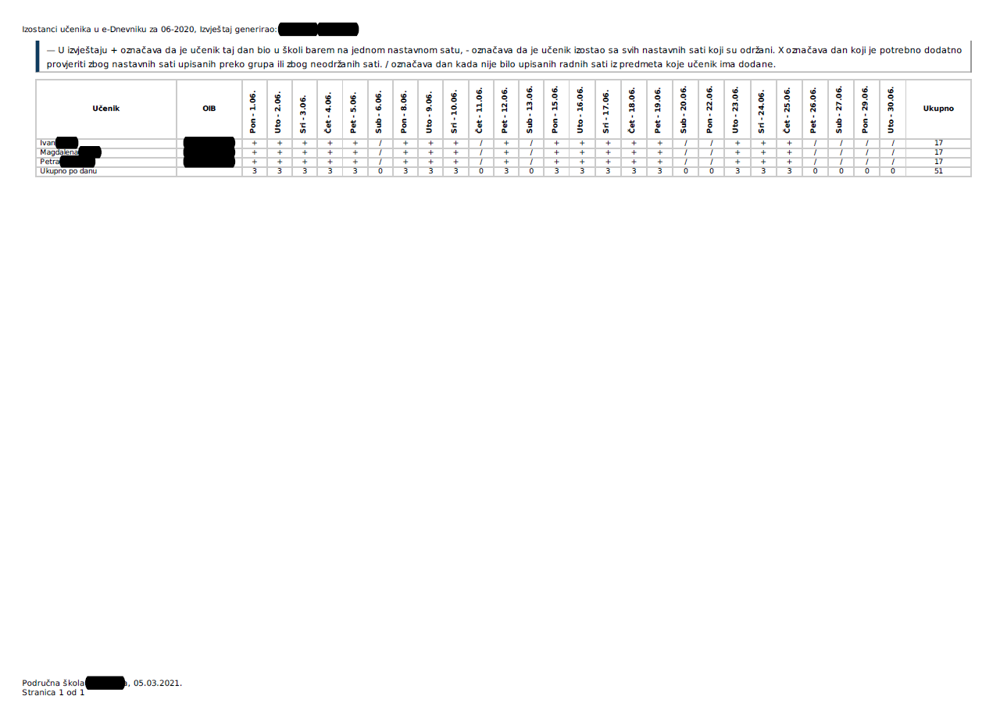 Izostanci učenika u e-Dnevniku za 06-2020, Izvještaj generirao:
— U izvještaju + označava da je učenik taj dan bio u školi barem na jednom nastavnom satu, - označava da je učenik izostao sa svih nastavnih sati koji su održani. X označava dan koji je potrebno dodatno
provjeriti zbog nastavnih sati upisanih preko grupa ili zbog neodržanih sati. / označava dan kada nije bilo upisanih radnih sati iz predmeta koje učenik ima dodane.
Učenik OIB Pon - 1.06. Uto - 2.06. Sri - 3.06. Čet - 4.06. Pet - 5.06. Sub - 6.06. Pon - 8.06. Uto - 9.06. Sri - 10.06. Čet - 11.06. Pet - 12.06. Sub - 13.06. Pon - 15.06. Uto - 16.06. Sri - 17.06. Čet - 18.06. Pet - 19.06. Sub - 20.06. Pon - 22.06. Uto - 23.06. Sri - 24.06. Čet - 25.06. Pet - 26.06. Sub - 27.06. Pon - 29.06. Uto - 30.06. Ukupno
Ivan + + + + + / + + + / + / + + + + + / / + + + / / / / 17
Magdalena + + + + + / + + + / + / + + + + + / / + + + / / / / 17
Petra + + + + + / + + + / + / + + + + + / / + + + / / / / 17
Ukupno po danu 3 3 3 3 3 0 3 3 3 0 3 0 3 3 3 3 3 0 0 3 3 3 0 0 0 0 51
Područna škola a, 05.03.2021.
Stranica 1 od 1